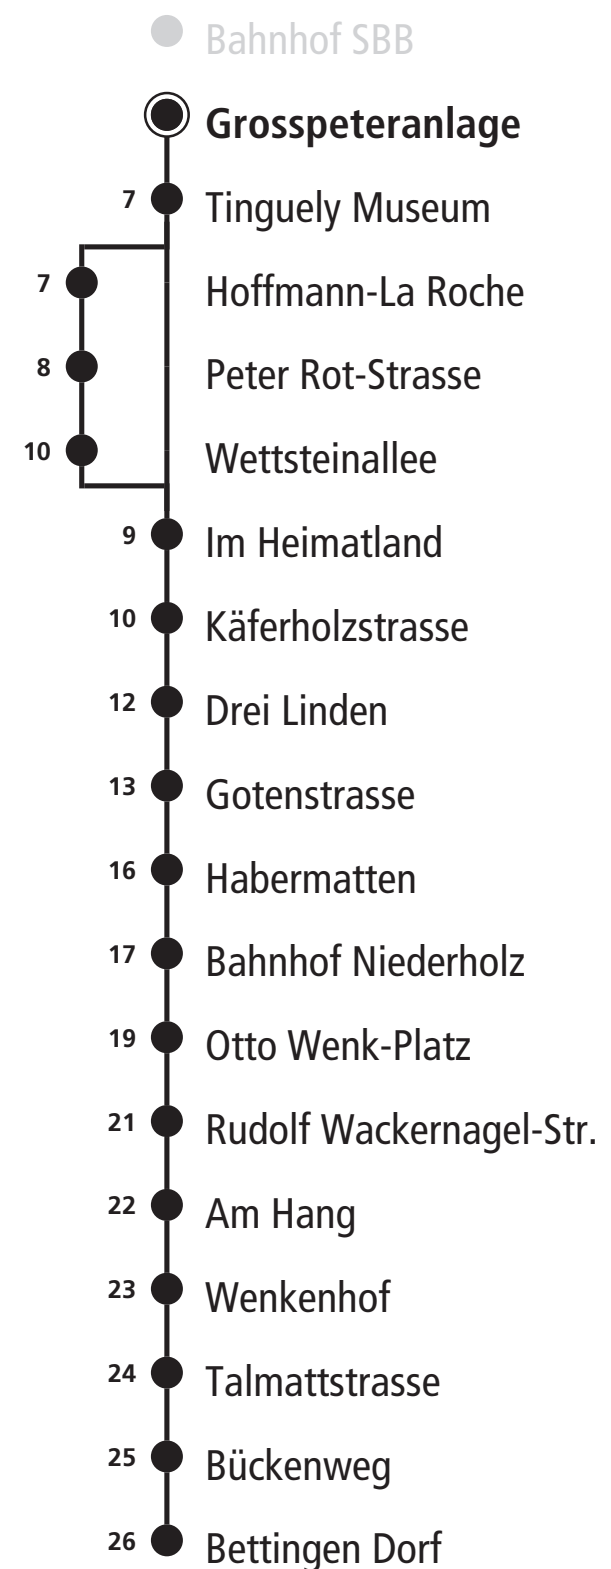 Bahnhof SBB
Grosspeteranlage
7 Tinguely Museum
7 Hoffmann-La Roche
8 Peter Rot-Strasse
10 Wettsteinallee
9 Im Heimatland
10 Käferholzstrasse
12 Drei Linden
13 Gotenstrasse
16 Habermatten
17 Bahnhof Niederholz
19 Otto Wenk-Platz
21 Rudolf Wackernagel-Str.
22 Am Hang
23 Wenkenhof
24 Talmattstrasse
25 Bückenweg
26 Bettingen Dorf